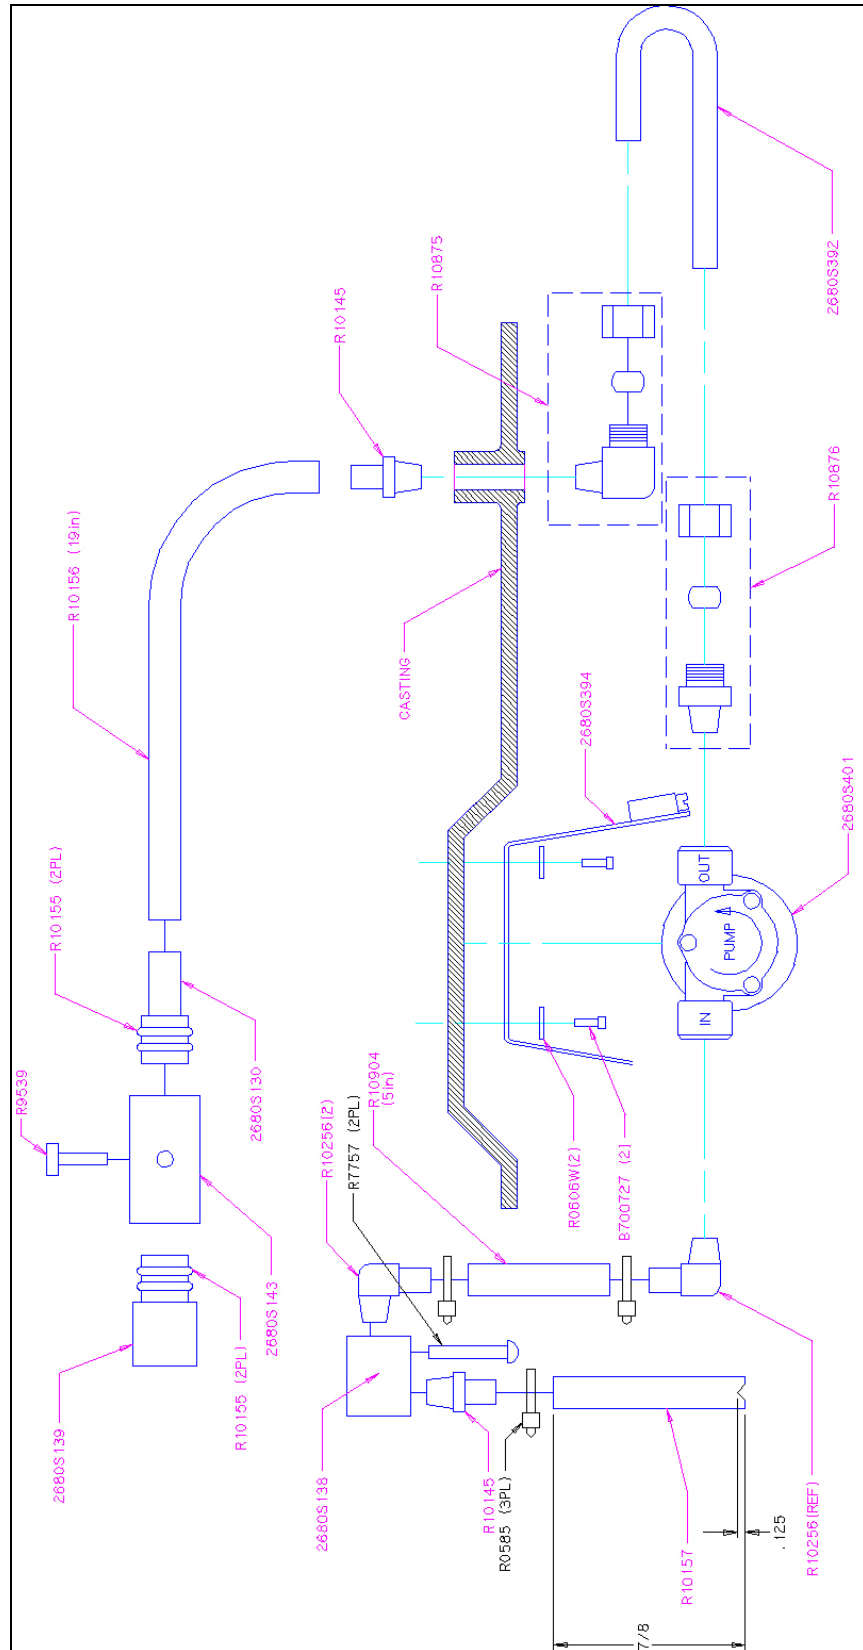 R9539
R10155 (2PL)
R10156 (19in)
R10145
R10875
2680S139
R10155 (2PL)
2680S143
2680S130
CASTING
2680S392
R10256(2)
R7757 (2PL)
R10904
(5in)
R0606W(2)
B700727 (2)
2680S394
R10876
2680S138
R10145
R0585 (3PL)
IN
PUMP
OUT
2680S401
R10157
R10256(REF)
.125
7/8